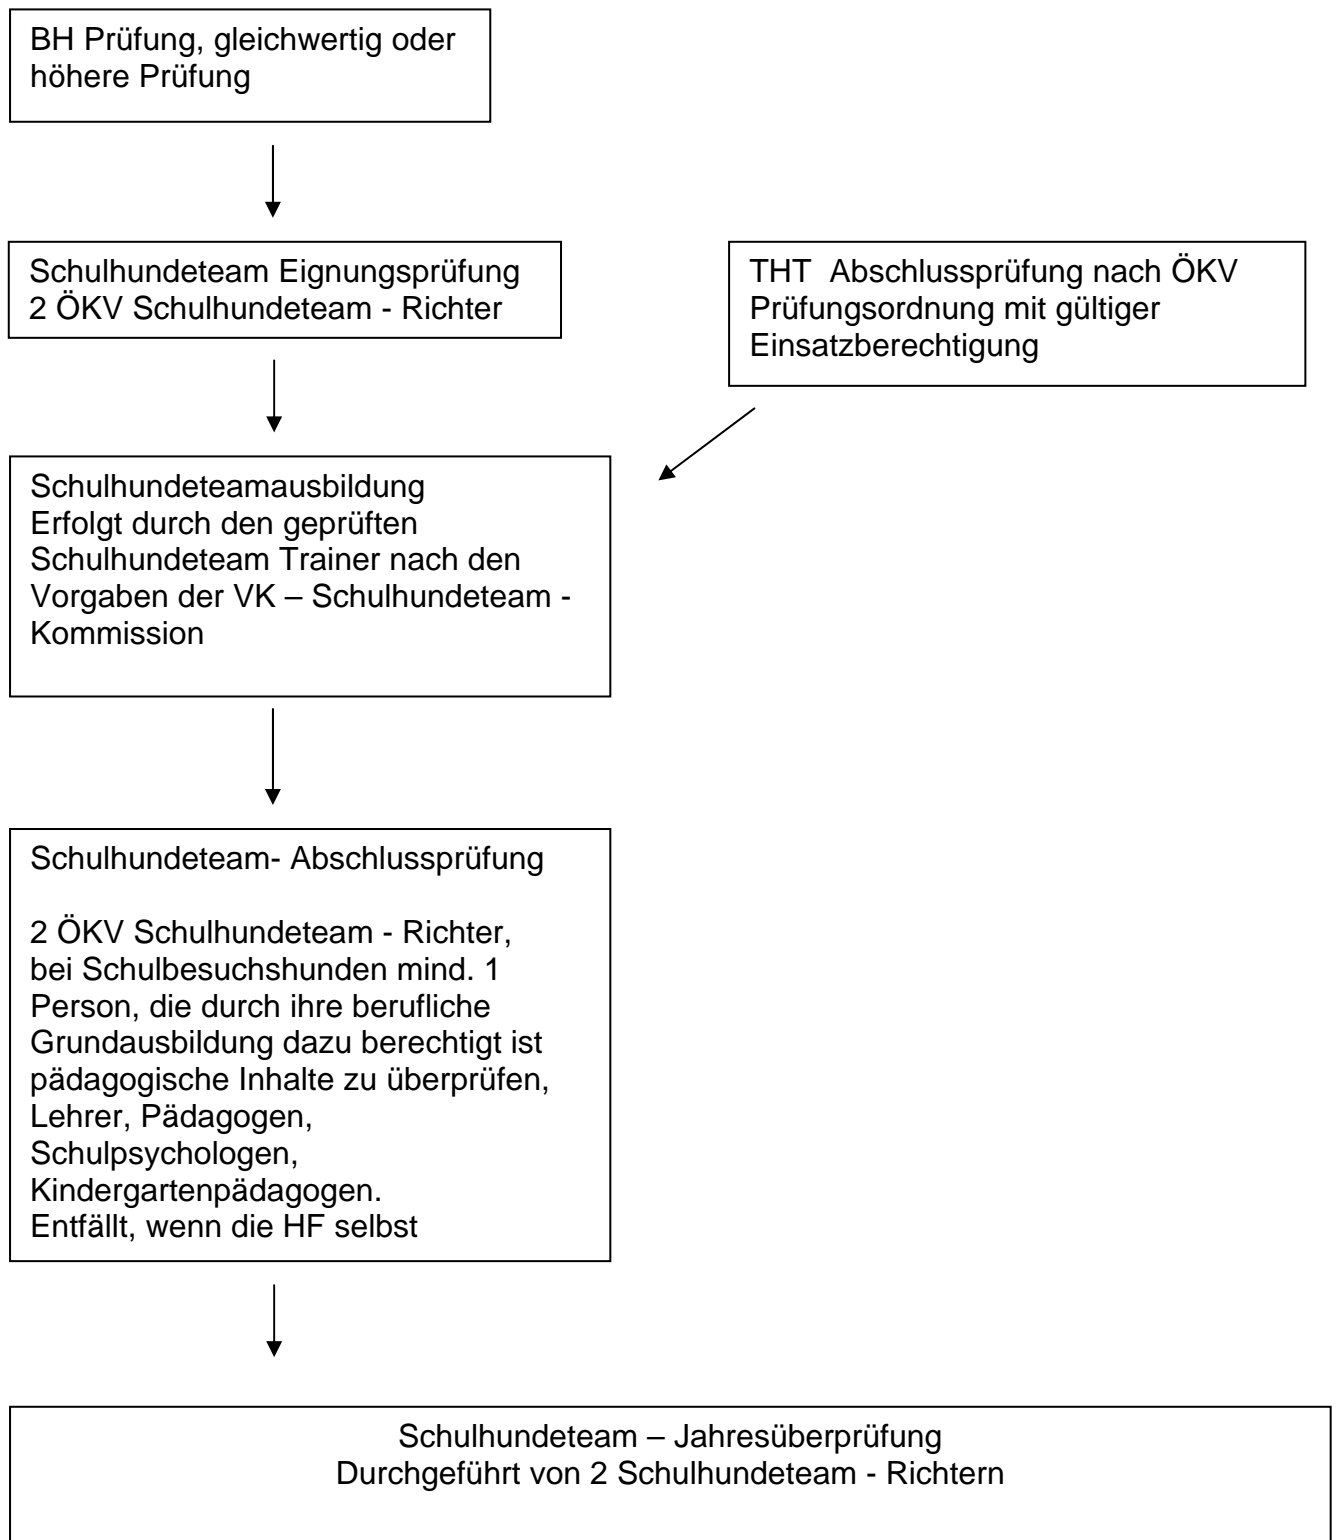 BH Prüfung, gleichwertig oder
höhere Prüfung
Schulhundeteam Eignungsprüfung
2 ÖKV Schulhundeteam - Richter
THT  Abschlussprüfung nach ÖKV
Prüfungsordnung mit gültiger
Einsatzberechtigung
Schulhundeteamausbildung
Erfolgt durch den geprüften
Schulhundeteam Trainer nach den
Vorgaben der VK – Schulhundeteam -
Kommission
Schulhundeteam- Abschlussprüfung
2 ÖKV Schulhundeteam - Richter,
bei Schulbesuchshunden mind. 1
Person, die durch ihre berufliche
Grundausbildung dazu berechtigt ist
pädagogische Inhalte zu überprüfen,
Lehrer, Pädagogen,
Schulpsychologen,
Kindergartenpädagogen.
Entfällt, wenn die HF selbst
Schulhundeteam – Jahresüberprüfung
Durchgeführt von 2 Schulhundeteam - Richtern